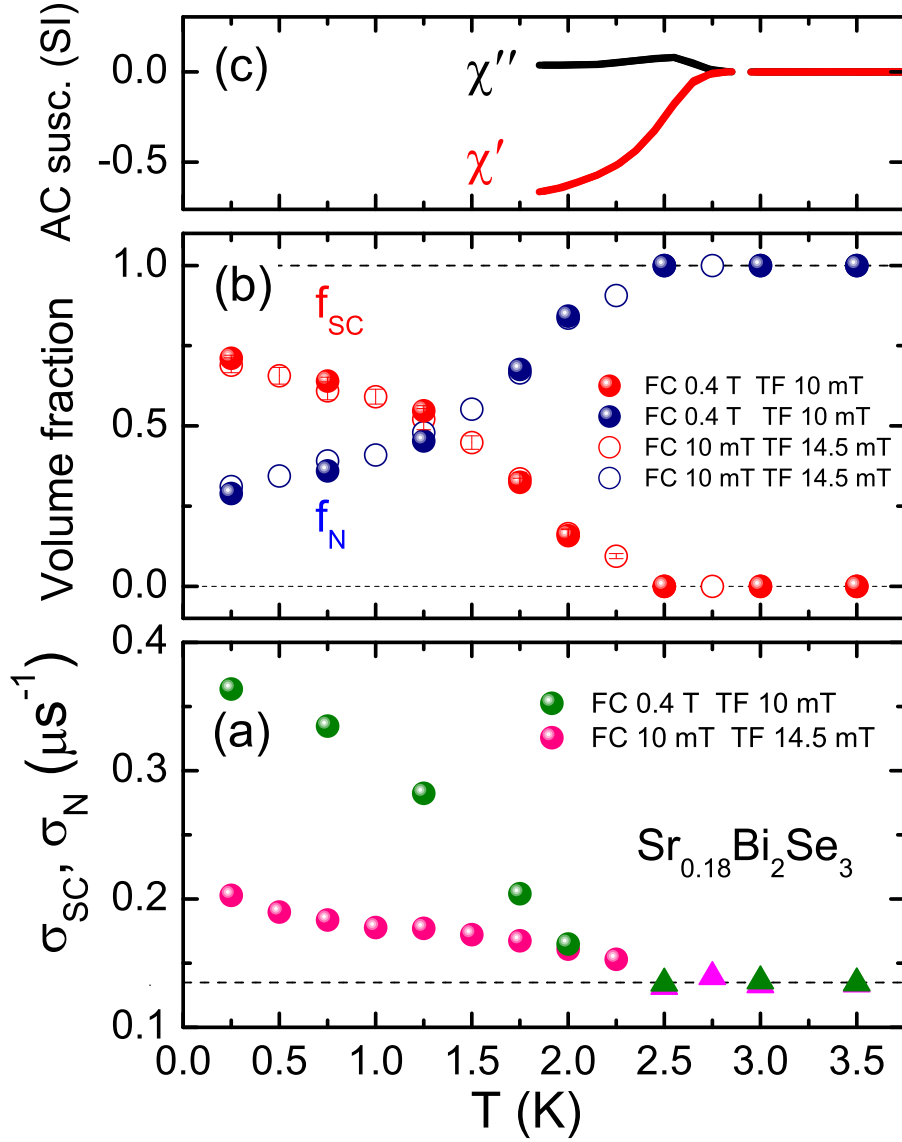 AC susc. (SI)
0.0
-0.5
(c)
χ′′
χ′
Volume fraction
1.0
0.5
0.0
(b)
f_SC
f_N
FC 0.4 T TF 10 mT
FC 0.4 T TF 10 mT
FC 10 mT TF 14.5 mT
FC 10 mT TF 14.5 mT
σ_SC, σ_N (μs⁻¹)
0.4
0.3
0.2
0.1
(a)
FC 0.4 T TF 10 mT
FC 10 mT TF 14.5 mT
Sr₀.₁₈Bi₂Se₃
0.0 0.5 1.0 1.5 2.0 2.5 3.0 3.5
T (K)